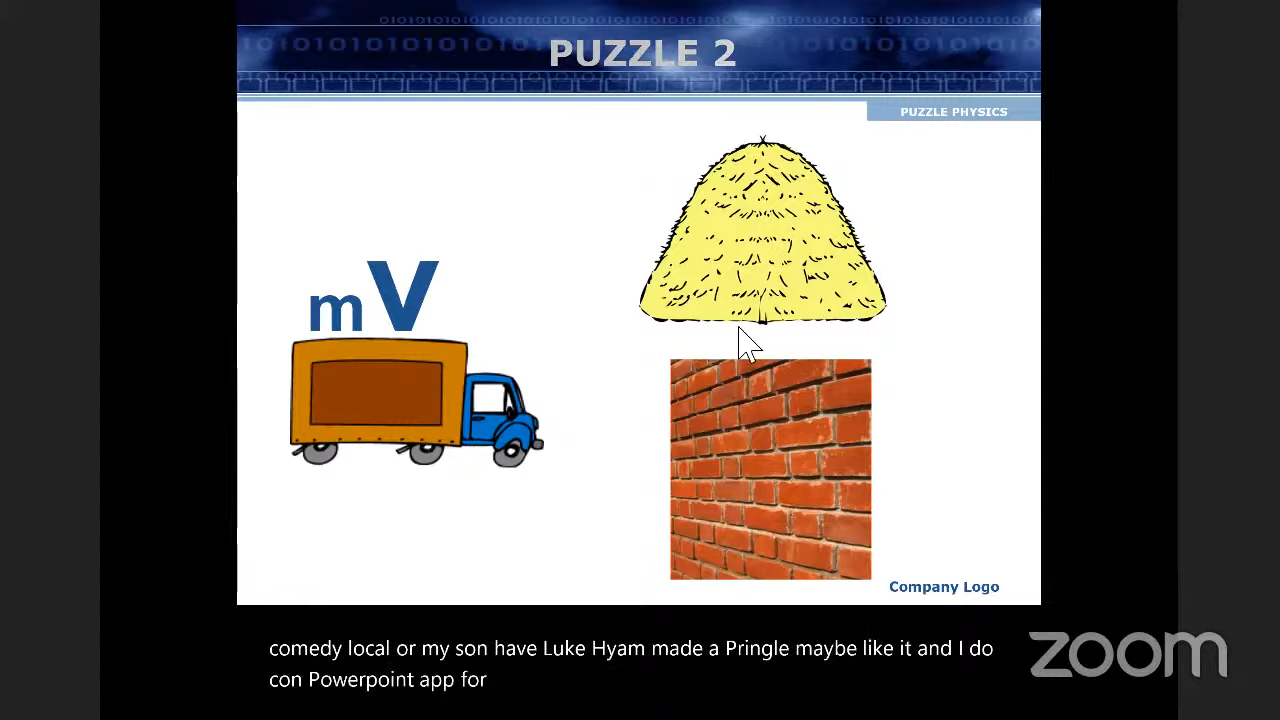 PUZZLE 2
PUZZLE PHYSICS
mV
Company Logo
comedy local or my son have Luke Hyam made a Pringle maybe like it and I do
con Powerpoint app for
zoom